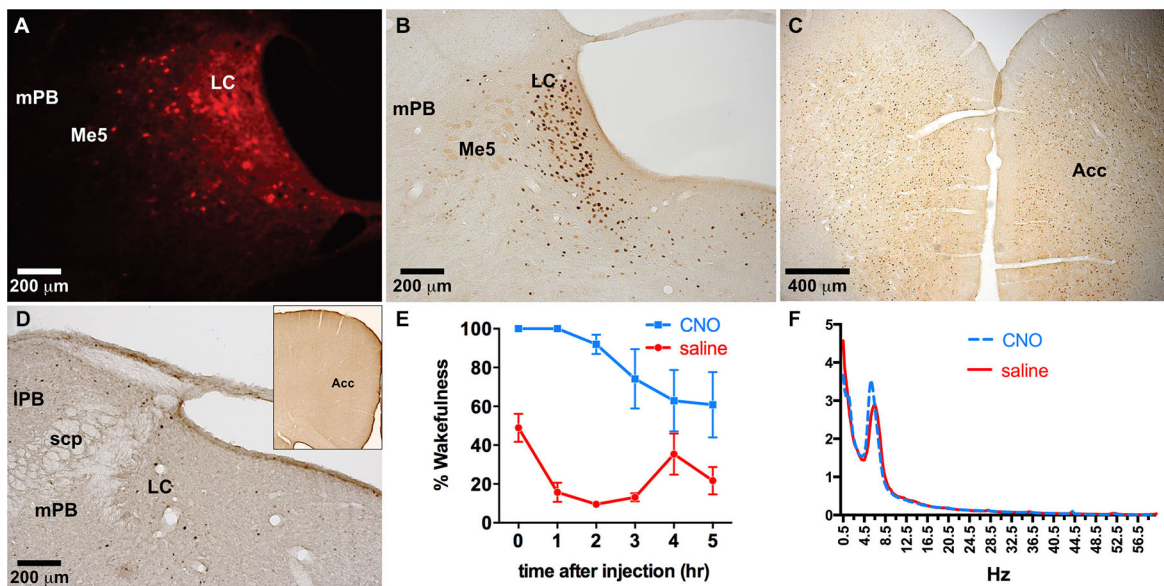 A
LC
mPB
Me5
200 μm
B
LC
mPB
Me5
200 μm
C
Acc
400 μm
D
Acc
lPB
scp
LC
mPB
200 μm
E
CNO
saline
100
80
60
40
20
0
% Wakefulness
0 1 2 3 4 5
time after injection (hr)
F
CNO
saline
5
4
3
2
1
0
0.5 4.5 8.5 12.5 16.5 20.5 24.5 28.5 32.5 36.5 40.5 44.5 48.5 52.5 56.5
Hz